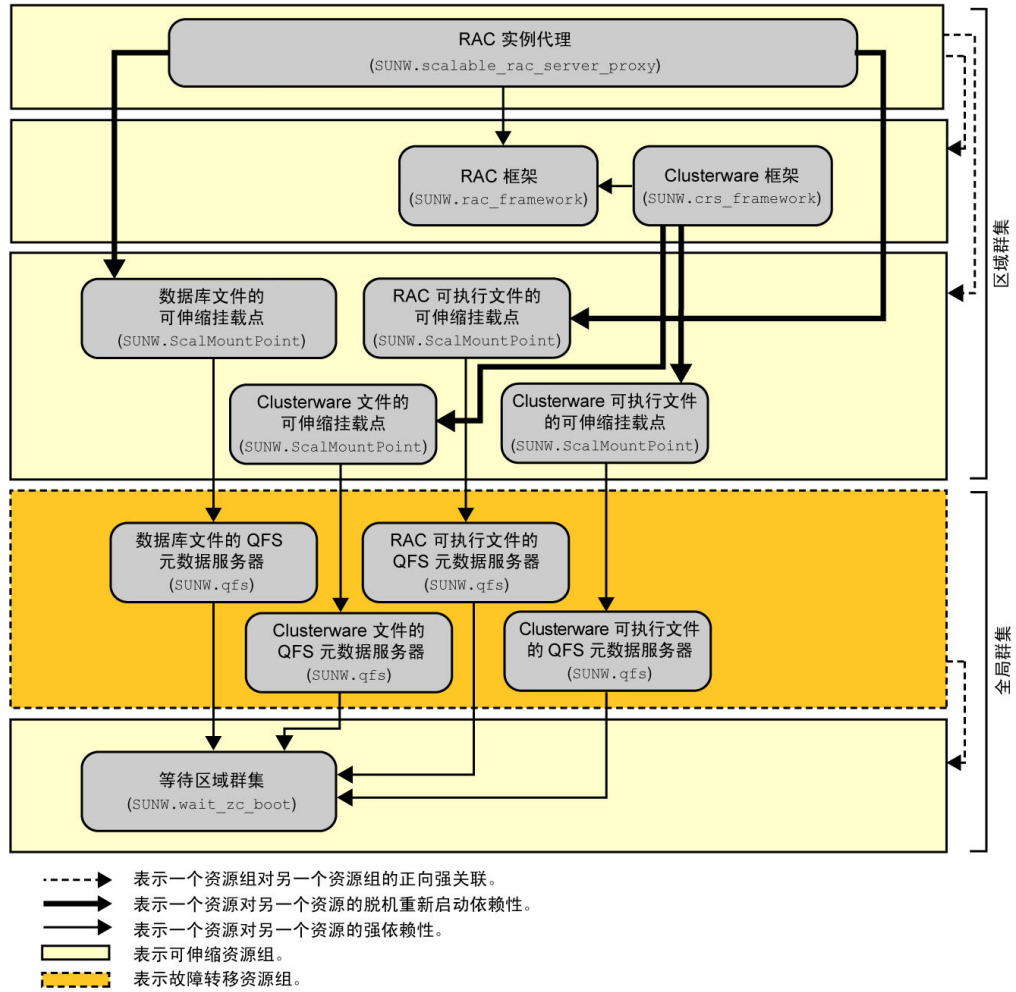 RAC 实例代理
(SUNW.scalable_rac_server_proxy)
RAC 框架
(SUNW.rac_framework)
Clusterware 框架
(SUNW.crs_framework)
区域群集
数据库文件的
可伸缩挂载点
(SUNW.ScalMountPoint)
RAC 可执行文件的
可伸缩挂载点
(SUNW.ScalMountPoint)
Clusterware 文件的
可伸缩挂载点
(SUNW.ScalMountPoint)
Clusterware 可执行文件
的可伸缩挂载点
(SUNW.ScalMountPoint)
数据库文件的 QFS
元数据服务器
(SUNW.qfs)
RAC 可执行文件的
QFS 元数据服务器
(SUNW.qfs)
Clusterware 文件的
QFS 元数据服务器
(SUNW.qfs)
Clusterware 可执行文件
的 QFS 元数据服务器
(SUNW.qfs)
全局群集
等待区域群集
(SUNW.wait_zc_boot)
表示一个资源组对另一个资源组的正向强关联。
表示一个资源对另一个资源的脱机重新启动依赖性。
表示一个资源对另一个资源的强依赖性。
表示可伸缩资源组。
表示故障转移资源组。